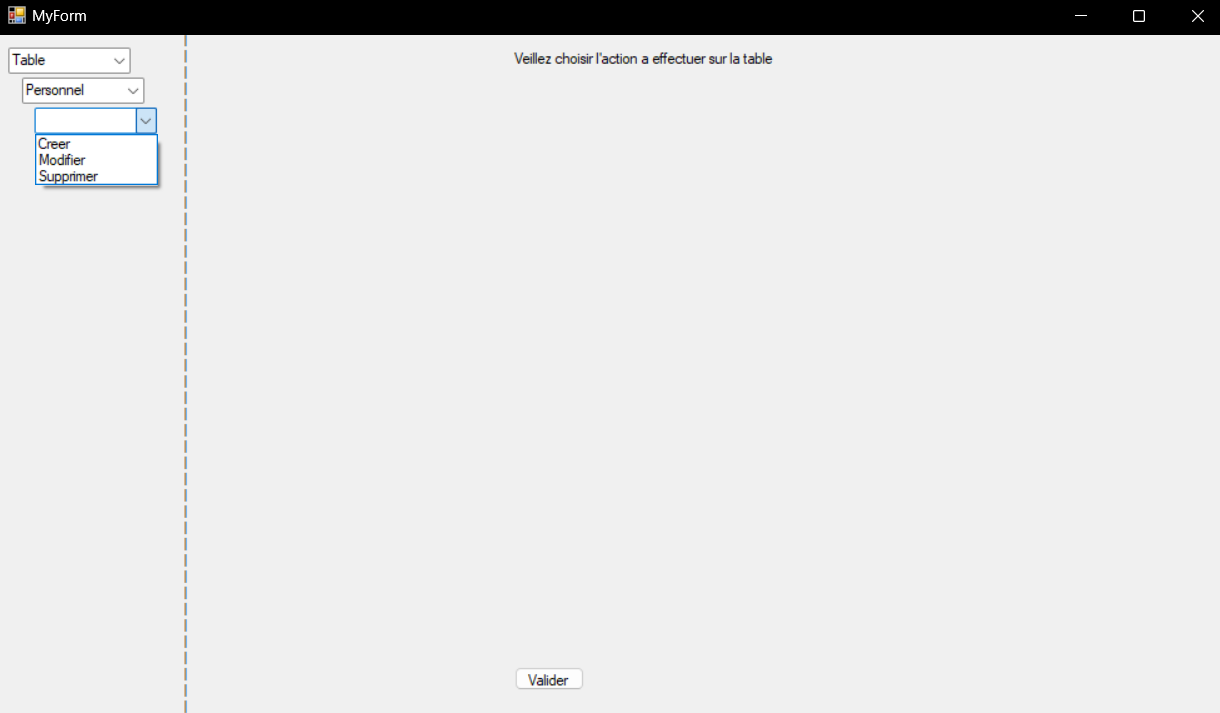 MyForm
Table
Personnel
Creer
Modifier
Supprimer
Veillez choisir l'action a effectuer sur la table
Valider